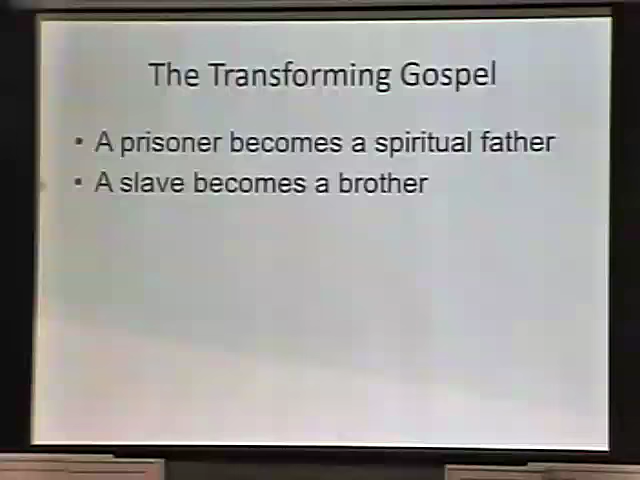 The Transforming Gospel
• A prisoner becomes a spiritual father
• A slave becomes a brother